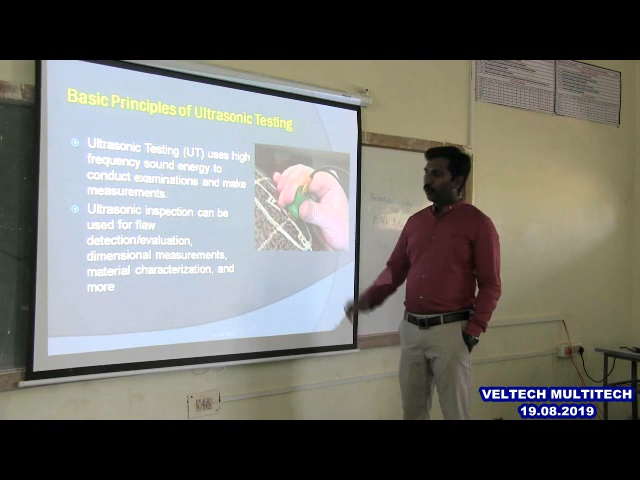 Basic Principles of Ultrasonic Testing
Ultrasonic Testing (UT) uses high
frequency sound energy to
conduct examinations and make
measurements.
Ultrasonic inspection can be
used for flaw
detection/evaluation,
dimensional measurements,
material characterization, and
more
VELTECH MULTITECH
19.08.2019